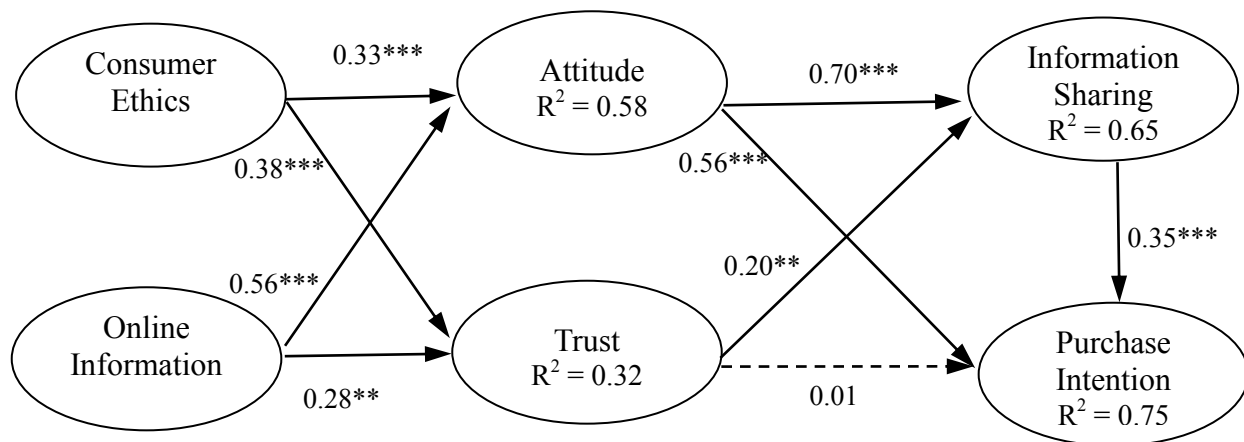 Consumer
Ethics
0.33***
Attitude
R² = 0.58
0.70***
Information
Sharing
R² = 0.65
0.38***
0.56***
0.35***
0.56***
0.20**
Online
Information
0.28**
Trust
R² = 0.32
0.01
Purchase
Intention
R² = 0.75